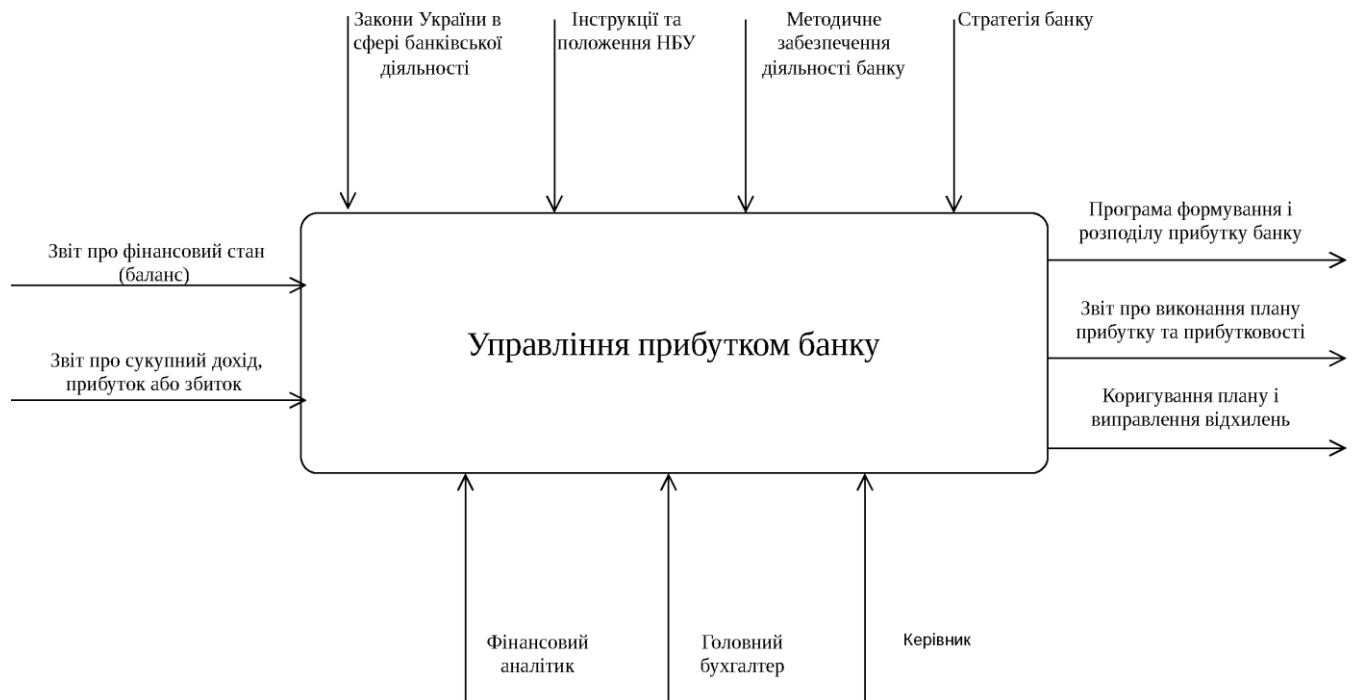 Закони України в
сфері банківської
діяльності
Інструкції та
положення НБУ
Методичне
забезпечення
діяльності банку
Стратегія банку
Звіт про фінансовий стан
(баланс)
Звіт про сукупний дохід,
прибуток або збиток
Управління прибутком банку
Програма формування і
розподілу прибутку банку
Звіт про виконання плану
прибутку та прибутковості
Коригування плану і
виправлення відхилень
Фінансовий
аналітик
Головний
бухгалтер
Керівник